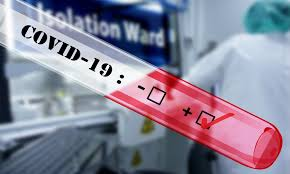 Isolation Ward
COVID-19 : - ☐ + ☑